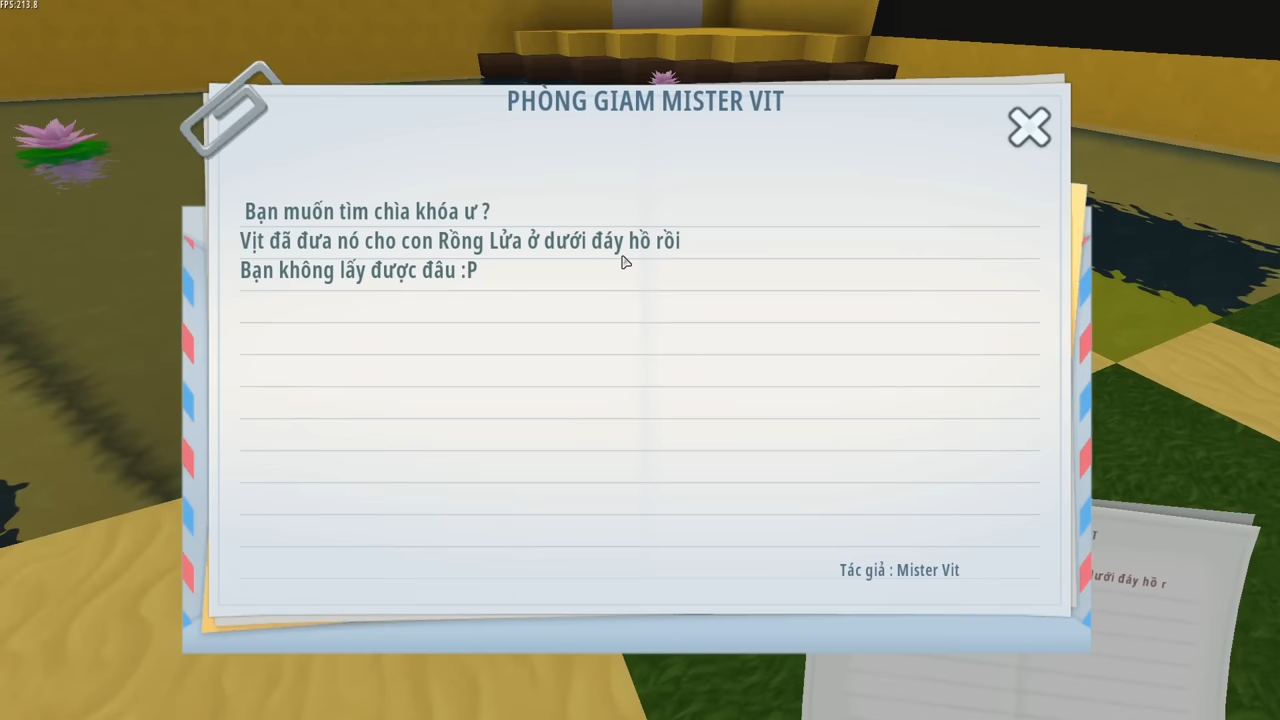 FPS:213.8
PHÒNG GIAM MISTER VIT
Bạn muốn tìm chìa khóa ư ?
Vịt đã đưa nó cho con Rồng Lửa ở dưới đáy hồ rồi
Bạn không lấy được đâu :P
Tác giả : Mister Vit
T
dưới đáy hồ r